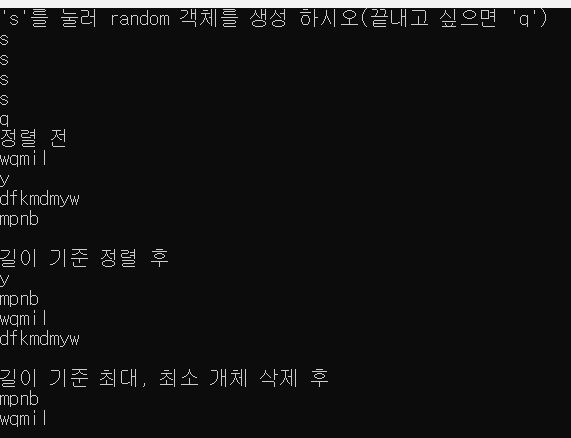 's'를 눌러 random 객체를 생성 하시오(끝내고 싶으면 'q')
s
s
s
s
q
정렬 전
wqmil
y
dfkmdmyw
mpnb
길이 기준 정렬 후
y
mpnb
wqmil
dfkmdmyw
길이 기준 최대, 최소 개체 삭제 후
mpnb
wqmil